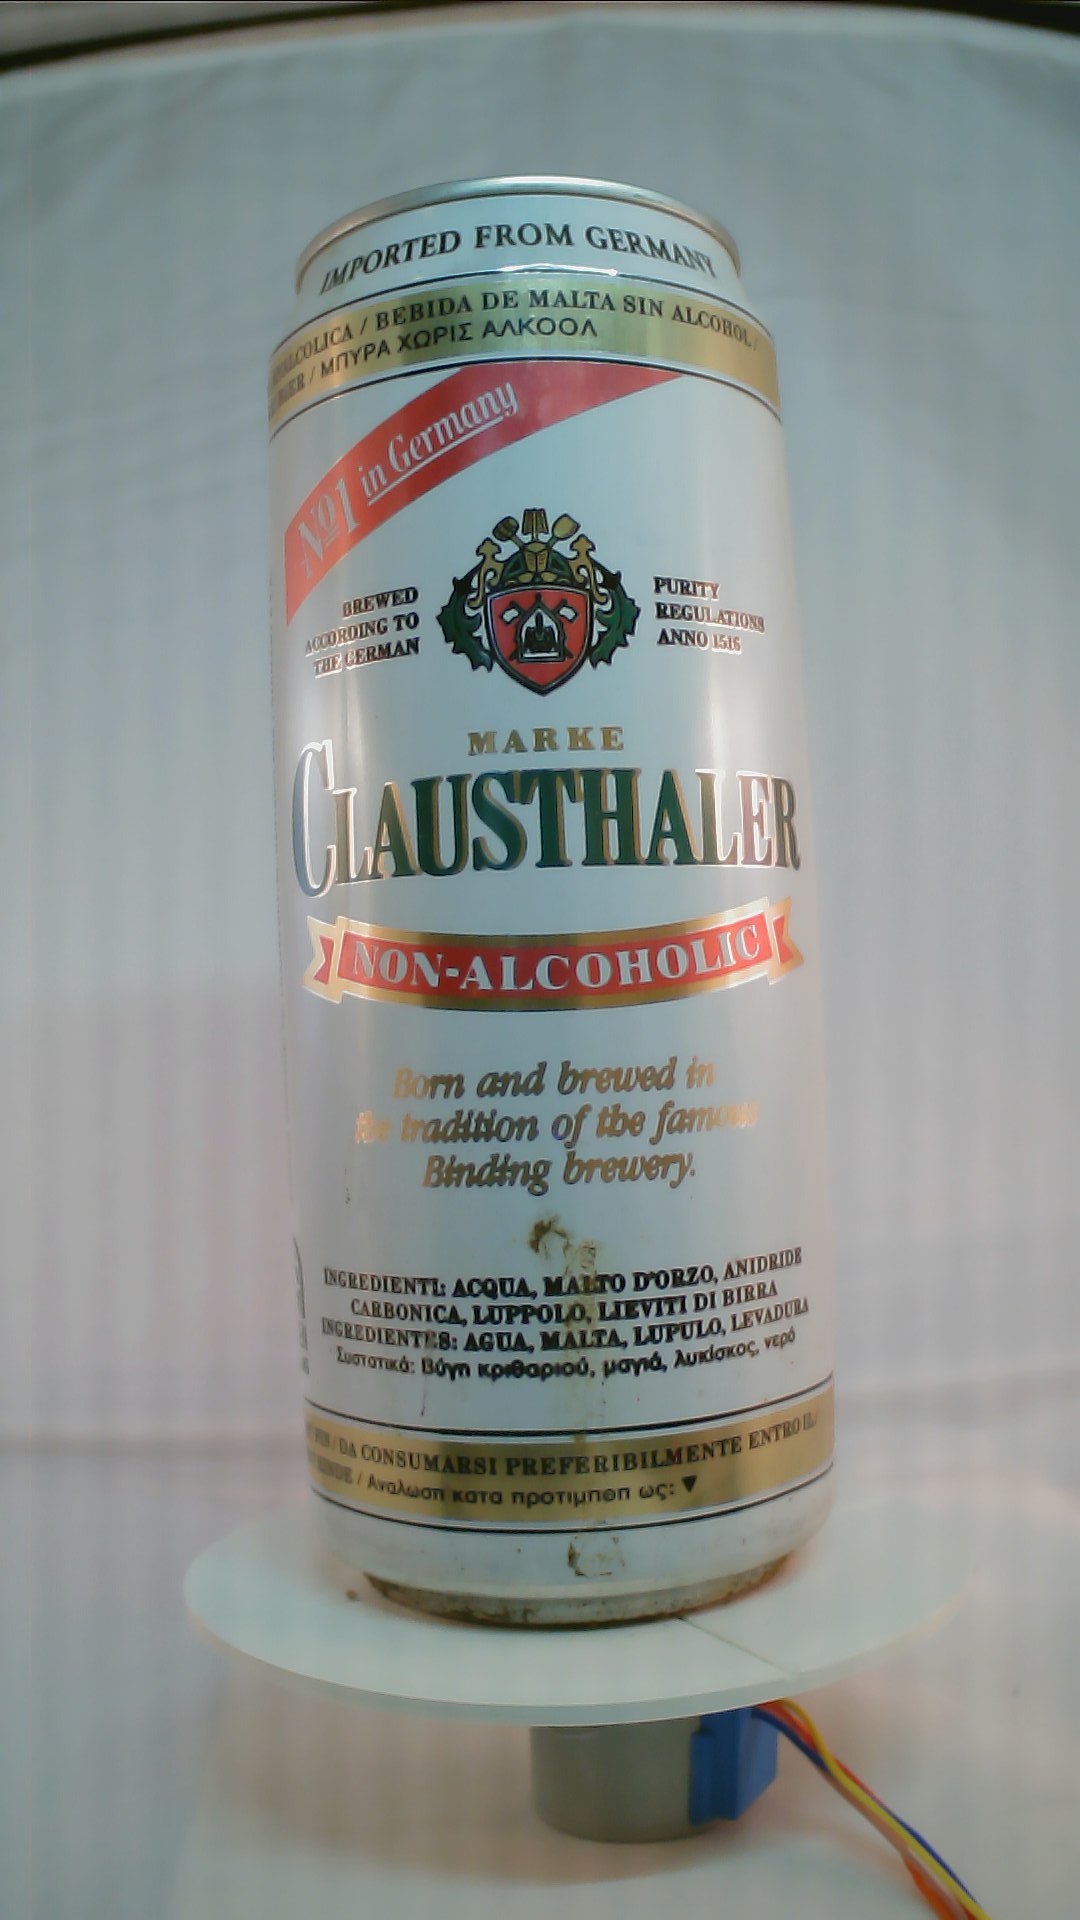 IMPORTED FROM GERMANY
/ BEBIDA DE MALTA SIN ALCOHOL /
/ ΜΠΥΡΑ ΧΩΡΙΣ ΑΛΚΟΟΛ
No1 in Germany
BREWED
ACCORDING TO
THE GERMAN
PURITY
REGULATIONS
ANNO 1516
MARKE
CLAUSTHALER
NON-ALCOHOLIC
Born and brewed in
the tradition of the famous
Binding brewery.
INGREDIENTI: ACQUA, MALTO D'ORZO, ANIDRIDE
CARBONICA, LUPPOLO, LIEVITI DI BIRRA
INGREDIENTES: AGUA, MALTA, LUPULO, LEVADURA
Συστατικά: Βύνη κριθαριού, μαγιά, λυκίσκος, νερό
/ DA CONSUMARSI PREFERIBILMENTE ENTRO IL:/
/ Αναλωση κατα προτιμηση ως: ▼